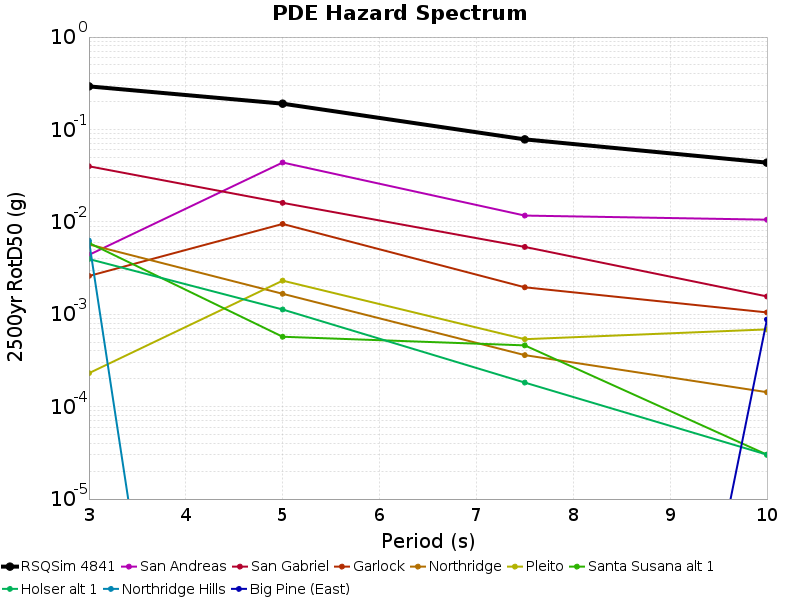 PDE Hazard Spectrum
2500yr RotD50 (g)
10^0
10^-1
10^-2
10^-3
10^-4
10^-5
3 4 5 6 7 8 9 10
Period (s)
RSQSim 4841 San Andreas San Gabriel Garlock Northridge Pleito Santa Susana alt 1
Holser alt 1 Northridge Hills Big Pine (East)